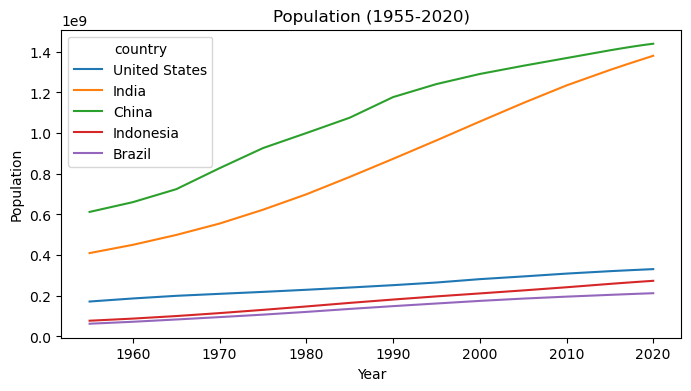 Population (1955-2020)
1e9
country
United States
India
China
Indonesia
Brazil
1.4
1.2
1.0
0.8
0.6
0.4
0.2
0.0
Population
1960 1970 1980 1990 2000 2010 2020
Year